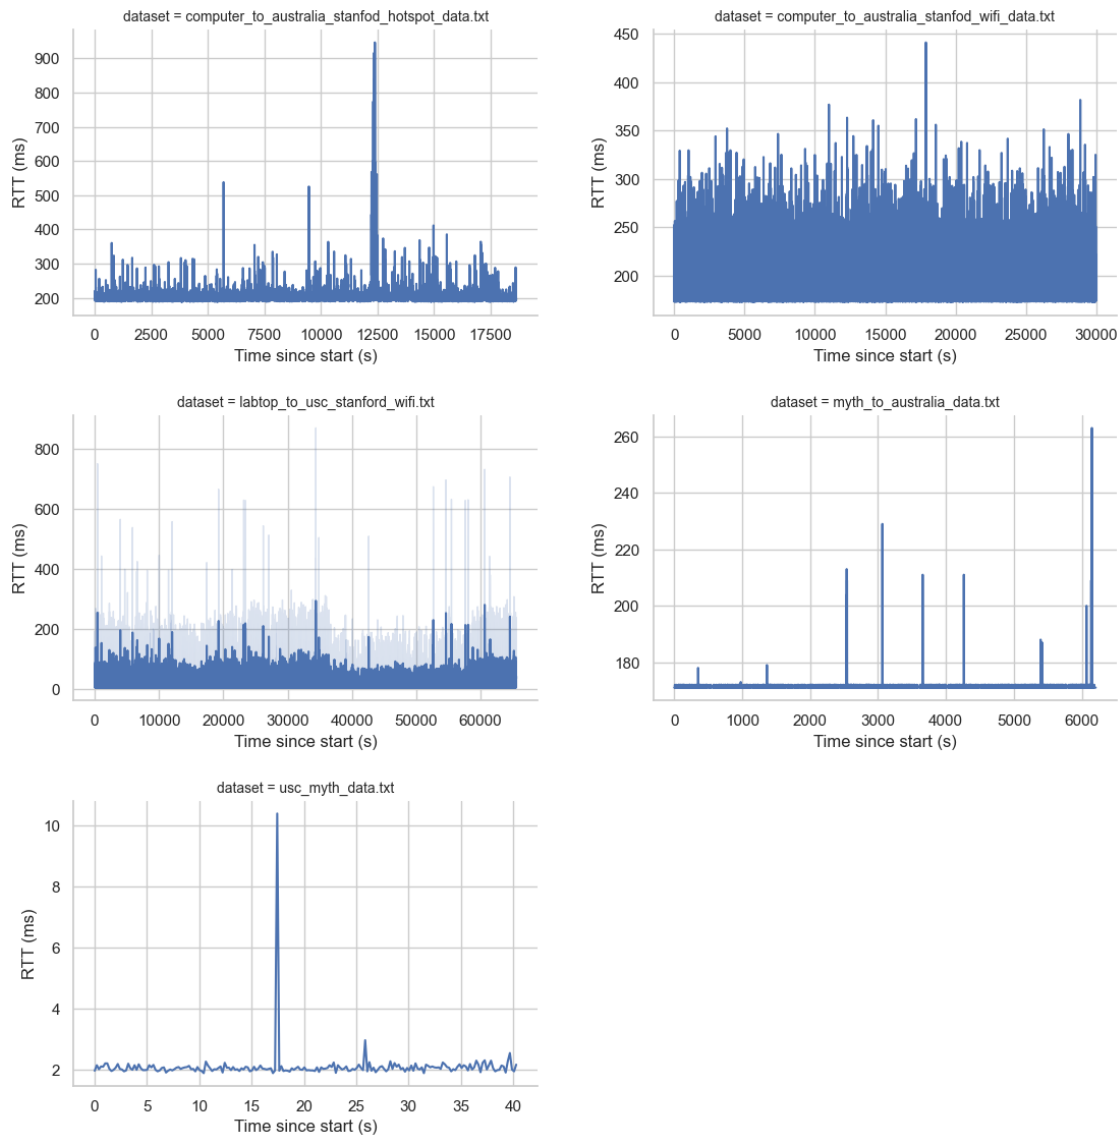 dataset = computer_to_australia_stanfod_hotspot_data.txt
900
800
700
600
500
400
300
200
RTT (ms)
0 2500 5000 7500 10000 12500 15000 17500
Time since start (s)
dataset = computer_to_australia_stanfod_wifi_data.txt
450
400
350
300
250
200
RTT (ms)
0 5000 10000 15000 20000 25000 30000
Time since start (s)
dataset = labtop_to_usc_stanford_wifi.txt
800
600
400
200
0
RTT (ms)
0 10000 20000 30000 40000 50000 60000
Time since start (s)
dataset = myth_to_australia_data.txt
260
240
220
200
180
RTT (ms)
0 1000 2000 3000 4000 5000 6000
Time since start (s)
dataset = usc_myth_data.txt
10
8
6
4
2
RTT (ms)
0 5 10 15 20 25 30 35 40
Time since start (s)